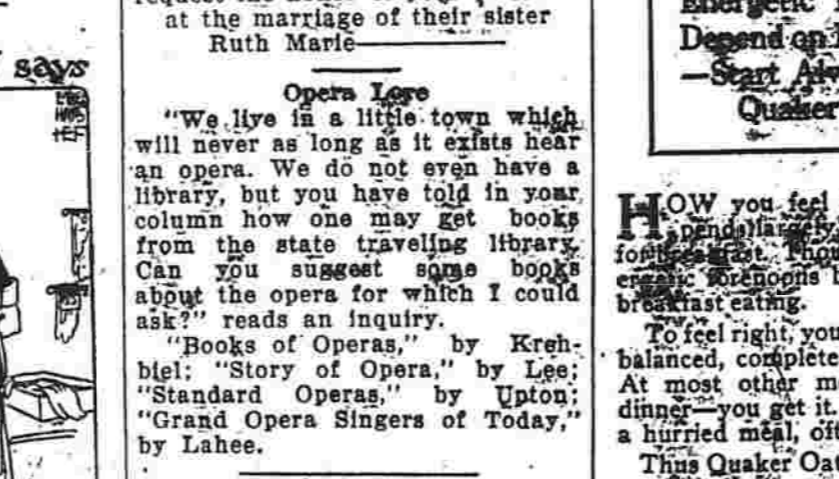 at the marriage of their sister
Ruth Marie
says
Opera Lore
"We live in a little town which
will never as long as it exists hear
an opera. We do not even have a
library, but you have told in your
column how one may get books
from the state traveling library.
Can you suggest some books
about the opera for which I could
ask?" reads an inquiry.
"Books of Operas," by Kreh-
biel; "Story of Opera," by Lee;
"Standard Operas," by Upton;
"Grand Opera Singers of Today,"
by Lahee.
Energetic
Depend on
—Start
Quaker
HOW you feel
pends largely
breakfast eating.
To feel right, you
balanced, complete
At most other
dinner—you get it
a hurried meal,
Thus Quaker Oat